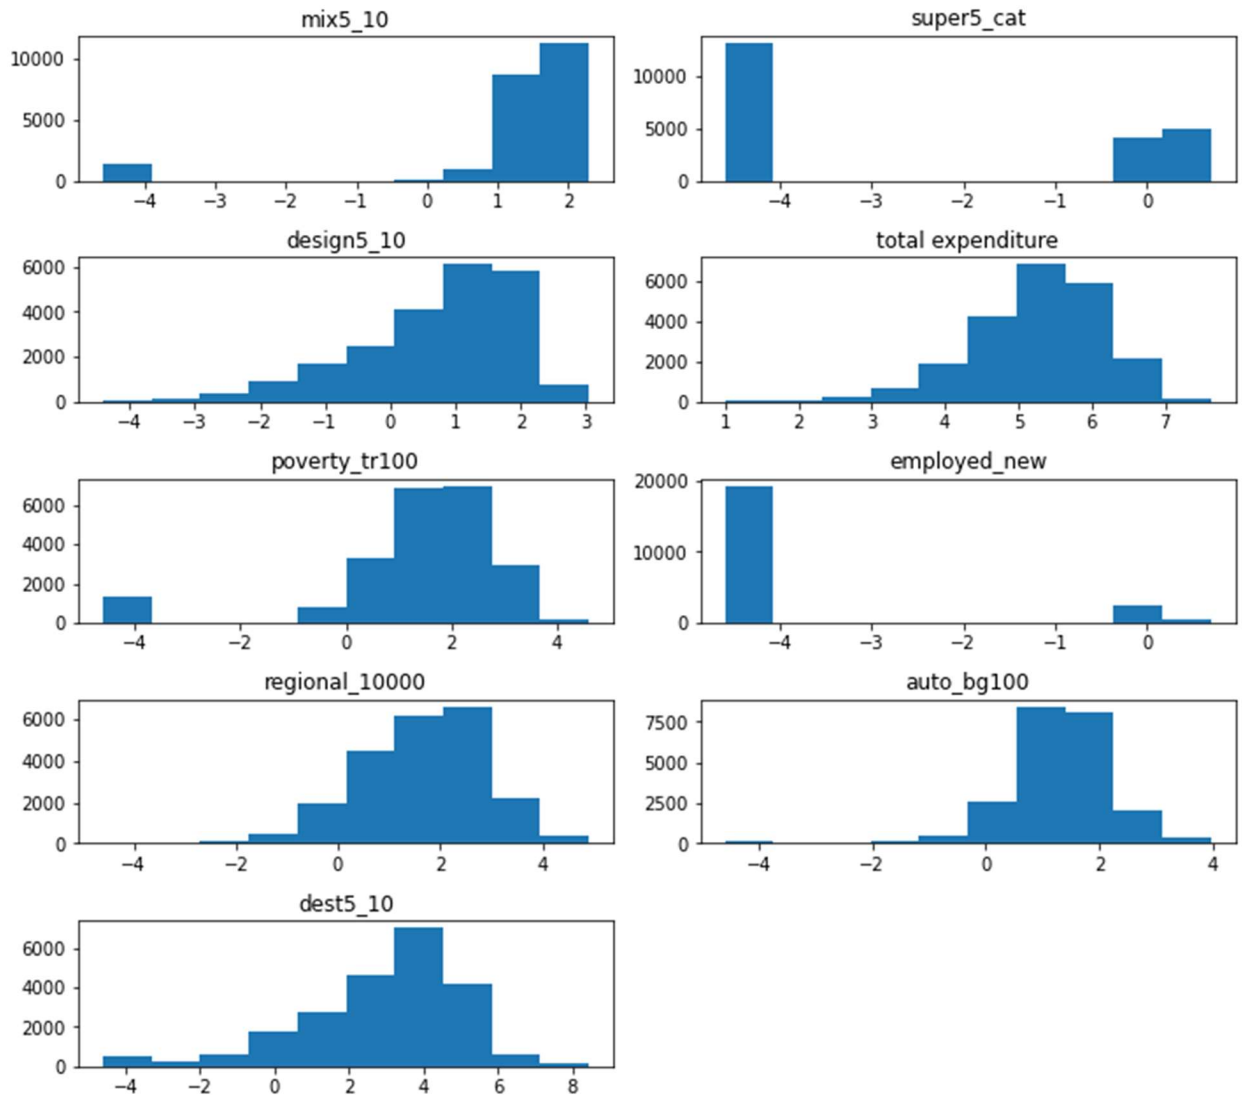 mix5_10
10000
5000
0
−4 −3 −2 −1 0 1 2
super5_cat
10000
5000
0
−4 −3 −2 −1 0
design5_10
6000
4000
2000
0
−4 −3 −2 −1 0 1 2 3
total expenditure
6000
4000
2000
0
1 2 3 4 5 6 7
poverty_tr100
6000
4000
2000
0
−4 −2 0 2 4
employed_new
20000
10000
0
−4 −3 −2 −1 0
regional_10000
6000
4000
2000
0
−4 −2 0 2 4
auto_bg100
7500
5000
2500
0
−4 −2 0 2 4
dest5_10
6000
4000
2000
0
−4 −2 0 2 4 6 8